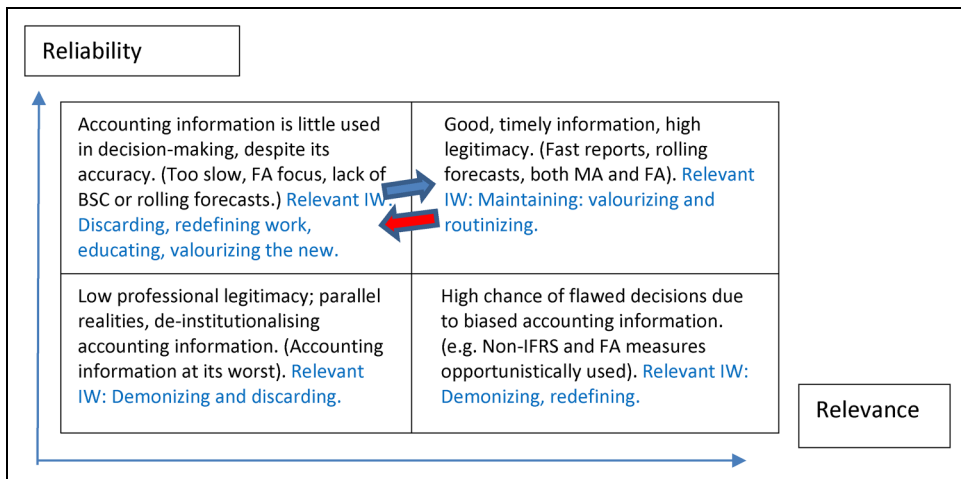 Reliability
Accounting information is little used
in decision-making, despite its
accuracy. (Too slow, FA focus, lack of
BSC or rolling forecasts.) Relevant IW:
Discarding, redefining work,
educating, valourizing the new.
Good, timely information, high
legitimacy. (Fast reports, rolling
forecasts, both MA and FA). Relevant
IW: Maintaining: valourizing and
routinizing.
Low professional legitimacy; parallel
realities, de-institutionalising
accounting information. (Accounting
information at its worst). Relevant
IW: Demonizing and discarding.
High chance of flawed decisions due
to biased accounting information.
(e.g. Non-IFRS and FA measures
opportunistically used). Relevant IW:
Demonizing, redefining.
Relevance